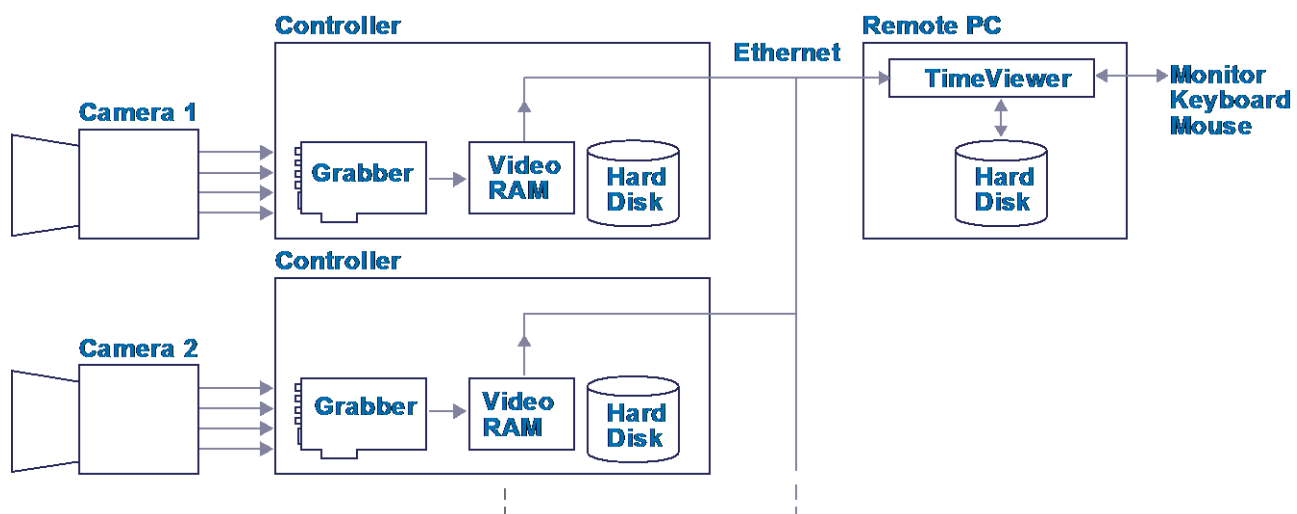 Controller
Remote PC
Ethernet
TimeViewer
Monitor
Keyboard
Mouse
Camera 1
Grabber
Video
RAM
Hard
Disk
Hard
Disk
Controller
Camera 2
Grabber
Video
RAM
Hard
Disk